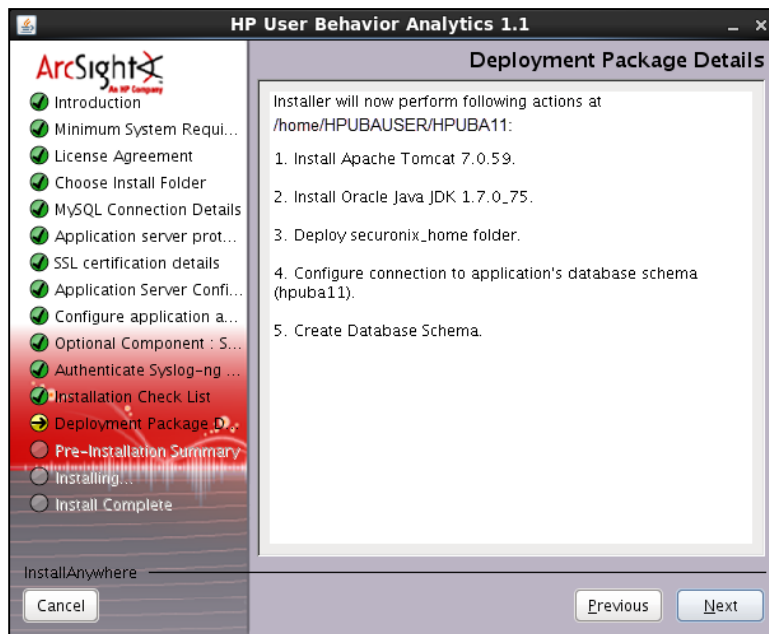 HP User Behavior Analytics 1.1
ArcSight
An HP Company
Deployment Package Details
Introduction
Minimum System Requi...
License Agreement
Choose Install Folder
MySQL Connection Details
Application server prot...
SSL certification details
Application Server Confi...
Configure application a...
Optional Component : S...
Authenticate Syslog-ng ...
Installation Check List
Deployment Package D...
Pre-Installation Summary
Installing...
Install Complete
Installer will now perform following actions at
/home/HPUBAUSER/HPUBA11:
1. Install Apache Tomcat 7.0.59.
2. Install Oracle Java JDK 1.7.0_75.
3. Deploy securonix_home folder.
4. Configure connection to application's database schema
(hpuba11).
5. Create Database Schema.
InstallAnywhere
Cancel
Previous
Next